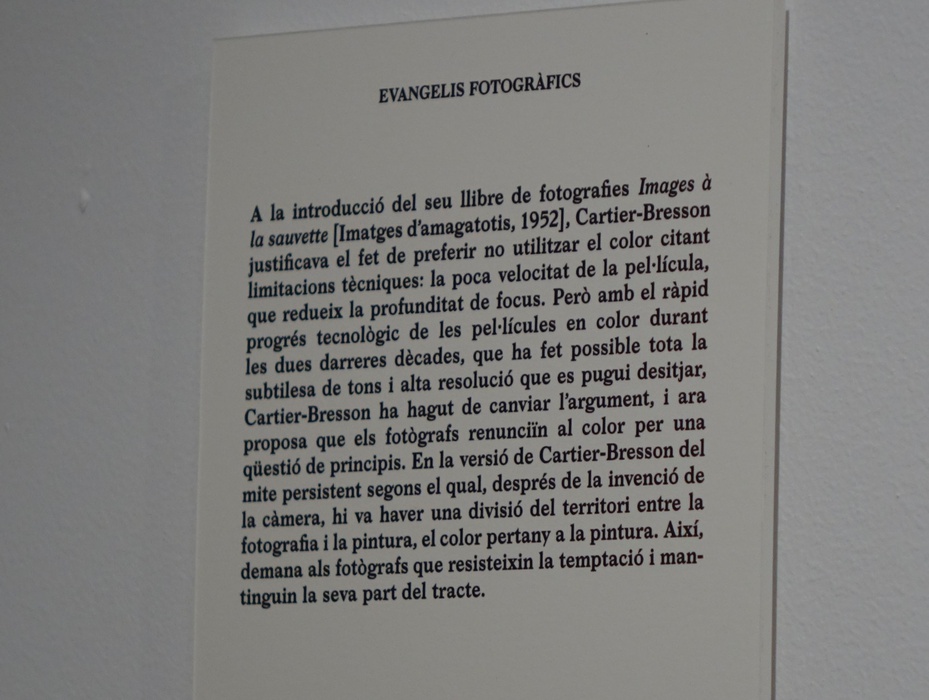 EVANGELIS FOTOGRÀFICS
A la introducció del seu llibre de fotografies Images à
la sauvette [Imatges d'amagatotis, 1952], Cartier-Bresson
justificava el fet de preferir no utilitzar el color citant
limitacions tècniques: la poca velocitat de la pel·lícula,
que redueix la profunditat de focus. Però amb el ràpid
progrés tecnològic de les pel·lícules en color durant
les dues darreres dècades, que ha fet possible tota la
subtilesa de tons i alta resolució que es pugui desitjar,
Cartier-Bresson ha hagut de canviar l'argument, i ara
proposa que els fotògrafs renunciïn al color per una
qüestió de principis. En la versió de Cartier-Bresson del
mite persistent segons el qual, després de la invenció de
la càmera, hi va haver una divisió del territori entre la
fotografia i la pintura, el color pertany a la pintura. Així,
demana als fotògrafs que resisteixin la temptació i man-
tinguin la seva part del tracte.